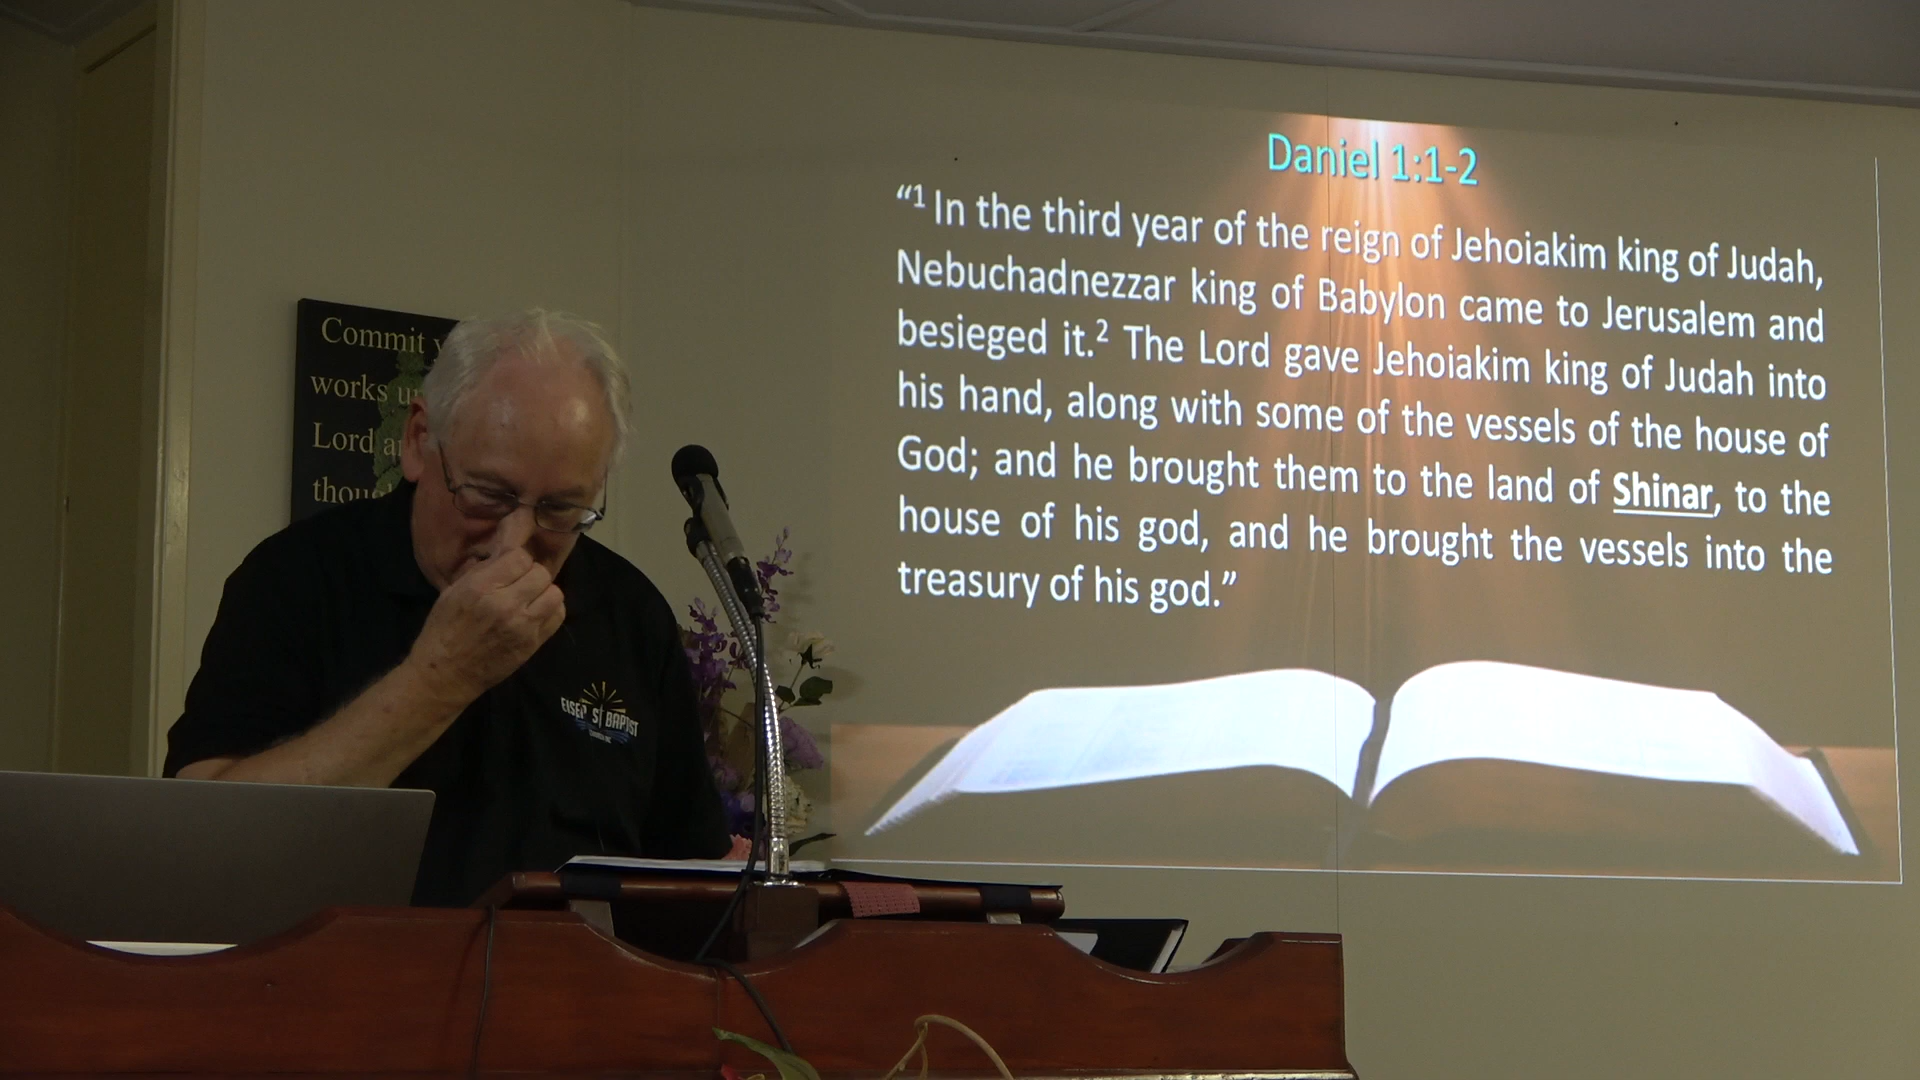 Commit
works
Lord
Daniel 1:1-2
“1 In the third year of the reign of Jehoiakim king of Judah,
Nebuchadnezzar king of Babylon came to Jerusalem and
besieged it.2 The Lord gave Jehoiakim king of Judah into
his hand, along with some of the vessels of the house of
God; and he brought them to the land of Shinar, to the
house of his god, and he brought the vessels into the
treasury of his god.”
ST BAPTIST